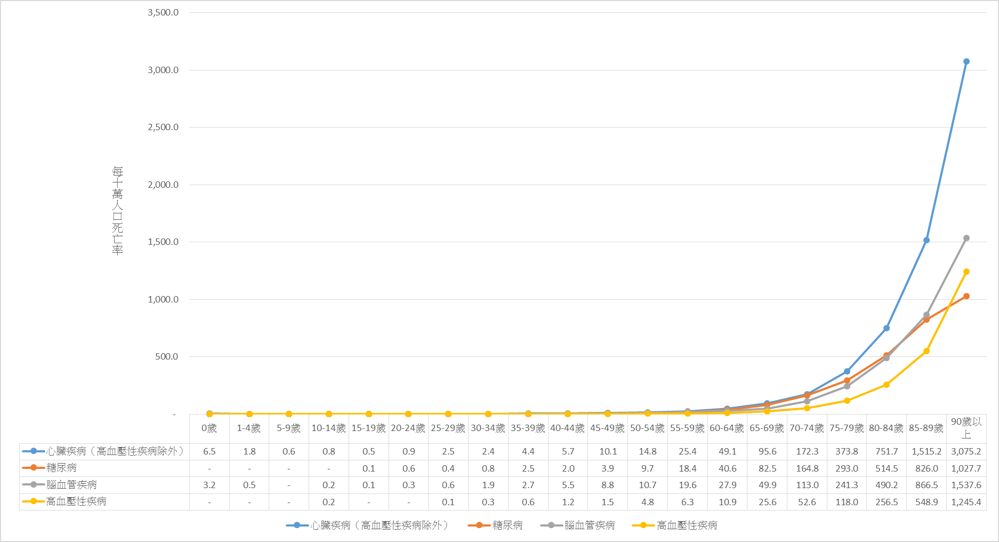 3,500.0
3,000.0
2,500.0
2,000.0
1,500.0
1,000.0
500.0
-
每十萬人口死亡率
0歲 1-4歲 5-9歲 10-14歲 15-19歲 20-24歲 25-29歲 30-34歲 35-39歲 40-44歲 45-49歲 50-54歲 55-59歲 60-64歲 65-69歲 70-74歲 75-79歲 80-84歲 85-89歲 90歲以上
心臟疾病（高血壓性疾病除外） 6.5 1.8 0.6 0.8 0.5 0.9 2.5 2.4 4.4 5.7 10.1 14.8 25.4 49.1 95.6 172.3 373.8 751.7 1,515.2 3,075.2
糖尿病 - - - - 0.1 0.6 0.4 0.8 2.5 2.0 3.9 9.7 18.4 40.6 82.5 164.8 293.0 514.5 826.0 1,027.7
腦血管疾病 3.2 0.5 - 0.2 0.1 0.3 0.6 1.9 2.7 5.5 8.8 10.7 19.6 27.9 49.9 113.0 241.3 490.2 866.5 1,537.6
高血壓性疾病 - - - 0.2 - - 0.1 0.3 0.6 1.2 1.5 4.8 6.3 10.9 25.6 52.6 118.0 256.5 548.9 1,245.4
心臟疾病（高血壓性疾病除外） 糖尿病 腦血管疾病 高血壓性疾病